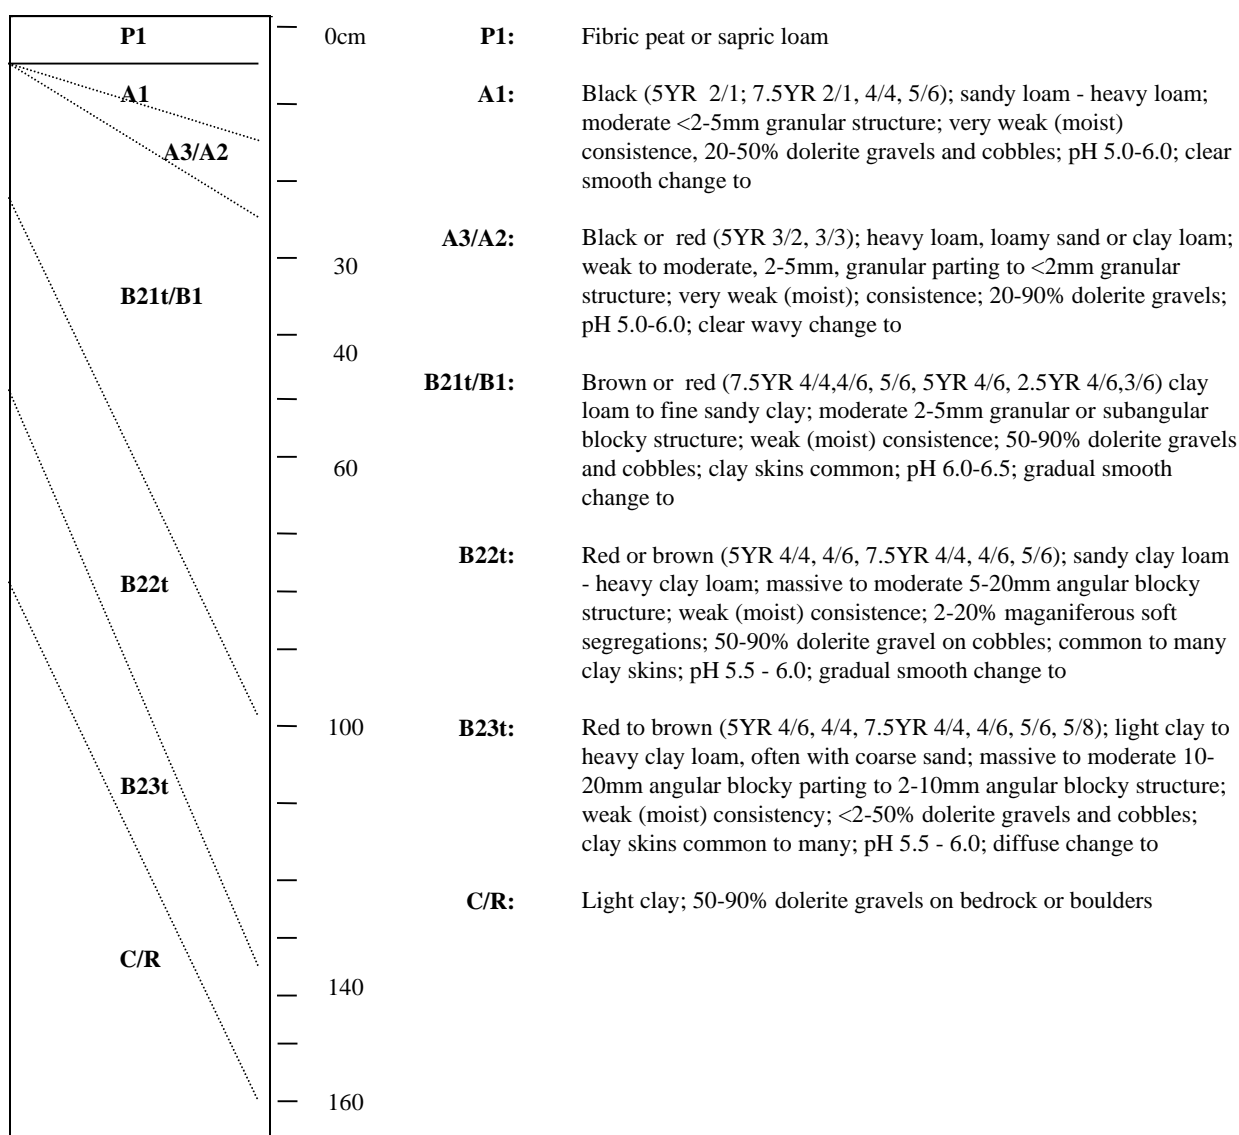 P1
A1
A3/A2
B21t/B1
B22t
B23t
C/R
0cm
30
40
60
100
140
160
P1: Fibric peat or sapric loam
A1: Black (5YR 2/1; 7.5YR 2/1, 4/4, 5/6); sandy loam - heavy loam;
moderate <2-5mm granular structure; very weak (moist)
consistence, 20-50% dolerite gravels and cobbles; pH 5.0-6.0; clear
smooth change to
A3/A2: Black or red (5YR 3/2, 3/3); heavy loam, loamy sand or clay loam;
weak to moderate, 2-5mm, granular parting to <2mm granular
structure; very weak (moist); consistence; 20-90% dolerite gravels;
pH 5.0-6.0; clear wavy change to
B21t/B1: Brown or red (7.5YR 4/4,4/6, 5/6, 5YR 4/6, 2.5YR 4/6,3/6) clay
loam to fine sandy clay; moderate 2-5mm granular or subangular
blocky structure; weak (moist) consistence; 50-90% dolerite gravels
and cobbles; clay skins common; pH 6.0-6.5; gradual smooth
change to
B22t: Red or brown (5YR 4/4, 4/6, 7.5YR 4/4, 4/6, 5/6); sandy clay loam
- heavy clay loam; massive to moderate 5-20mm angular blocky
structure; weak (moist) consistence; 2-20% maganiferous soft
segregations; 50-90% dolerite gravel on cobbles; common to many
clay skins; pH 5.5 - 6.0; gradual smooth change to
B23t: Red to brown (5YR 4/6, 4/4, 7.5YR 4/4, 4/6, 5/6, 5/8); light clay to
heavy clay loam, often with coarse sand; massive to moderate 10-
20mm angular blocky parting to 2-10mm angular blocky structure;
weak (moist) consistency; <2-50% dolerite gravels and cobbles;
clay skins common to many; pH 5.5 - 6.0; diffuse change to
C/R: Light clay; 50-90% dolerite gravels on bedrock or boulders